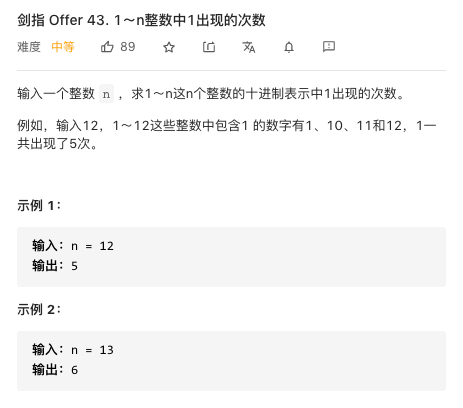 剑指 Offer 43. 1～n整数中1出现的次数
难度 中等 89
输入一个整数 n ，求1～n这n个整数的十进制表示中1出现的次数。
例如，输入12，1～12这些整数中包含1 的数字有1、10、11和12，1一
共出现了5次。
示例 1：
输入：n = 12
输出：5
示例 2：
输入：n = 13
输出：6